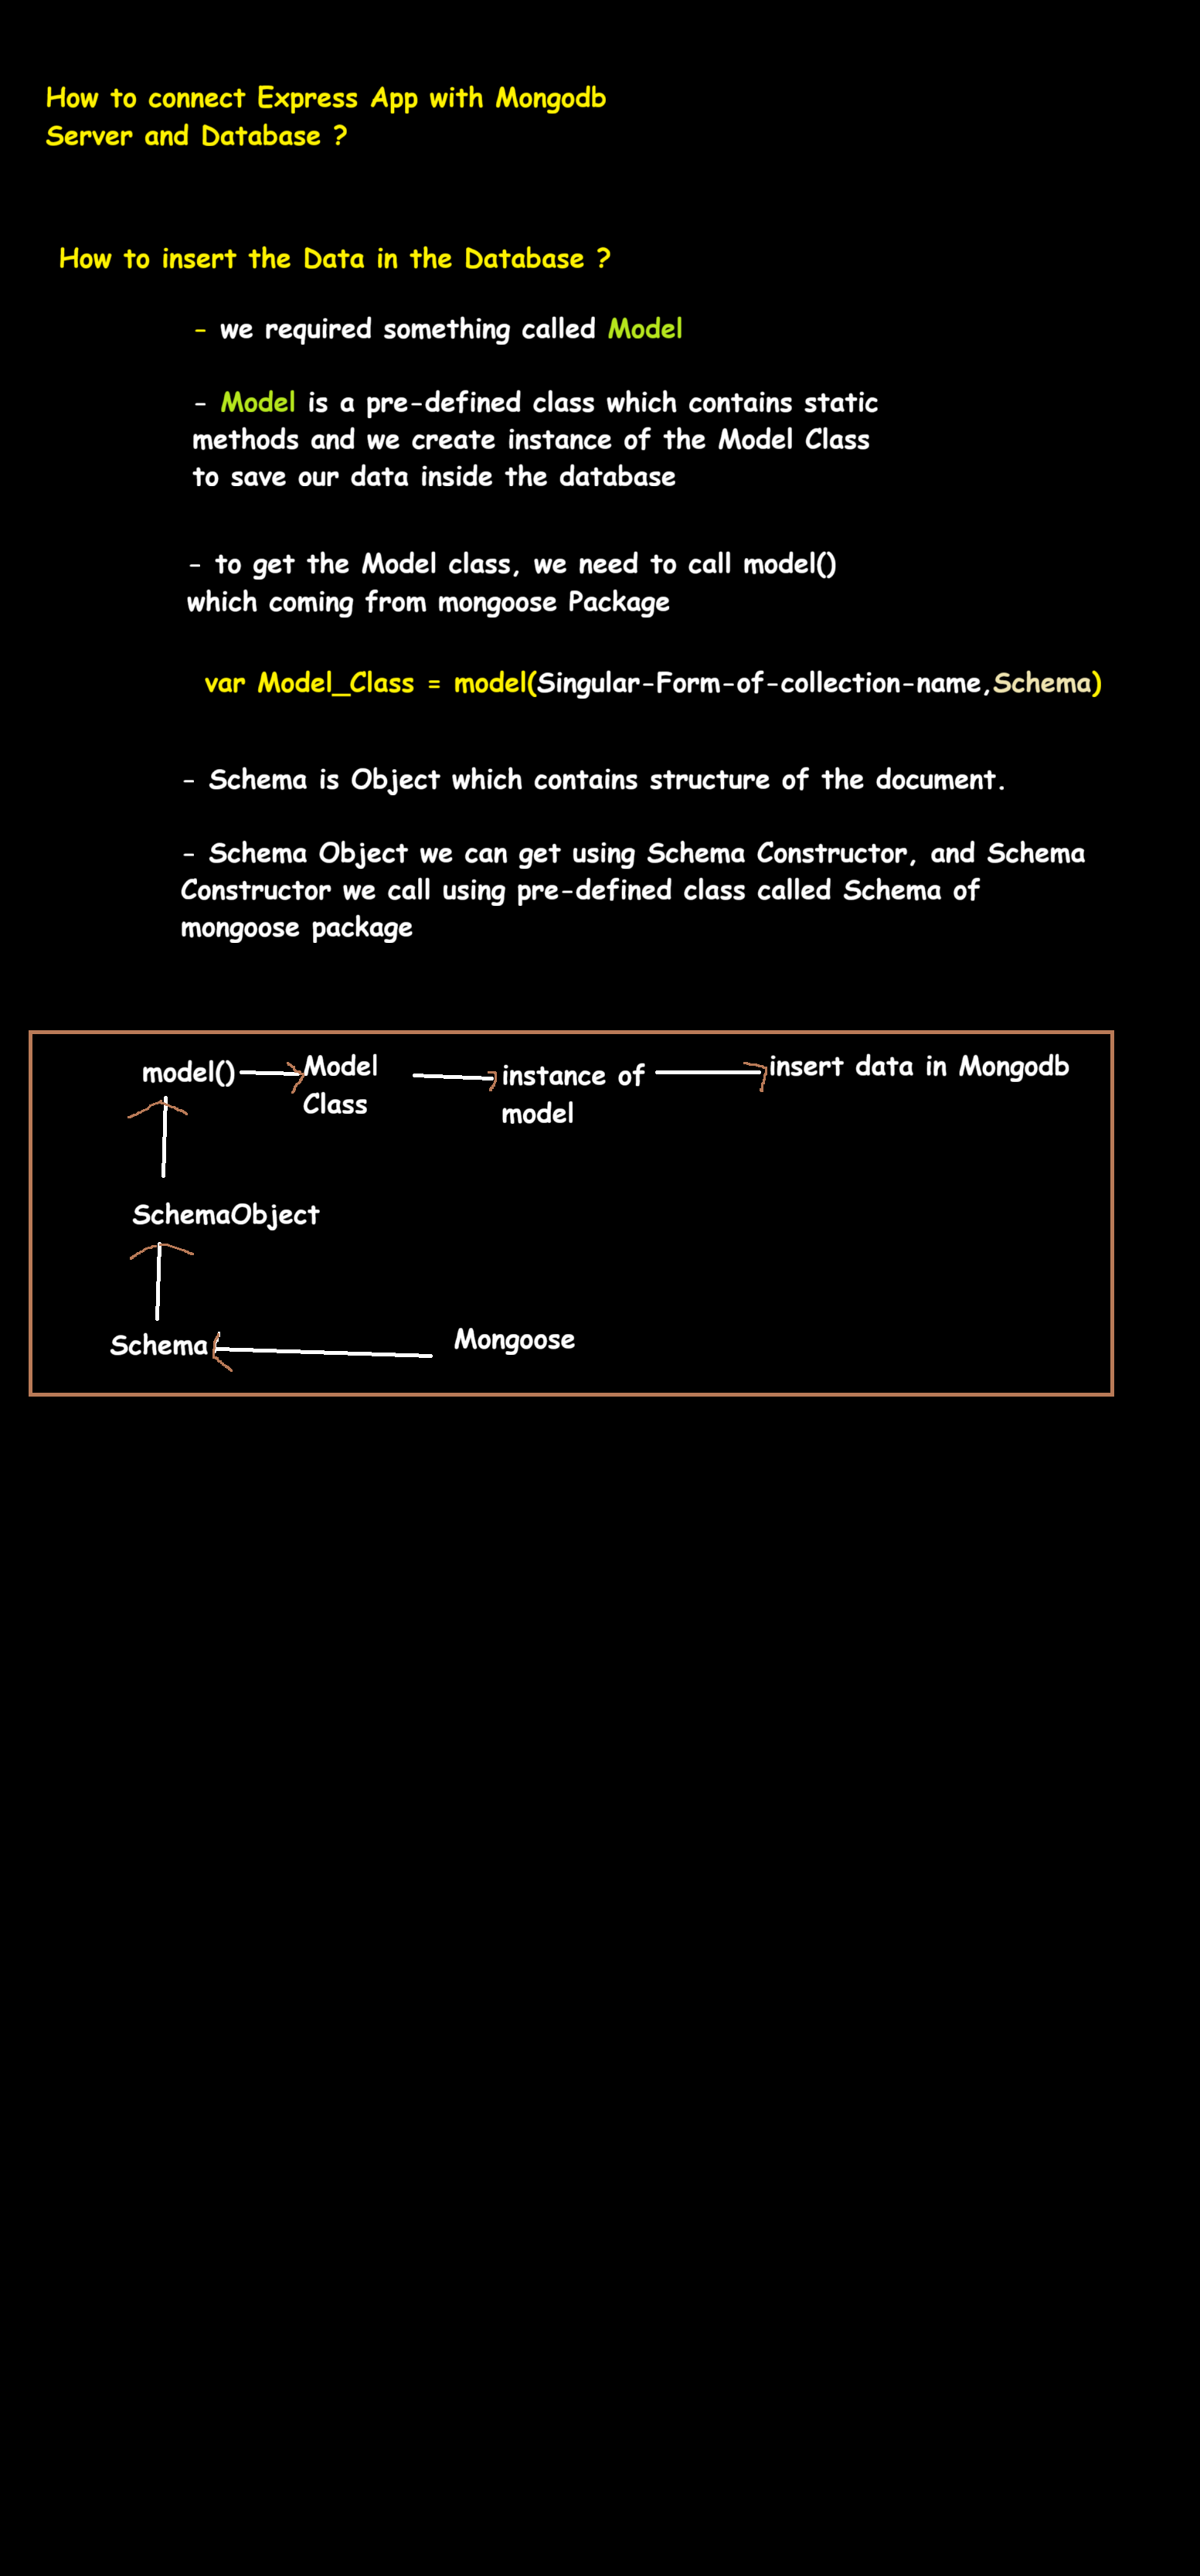 How to connect Express App with Mongodb
Server and Database ?
How to insert the Data in the Database ?
- we required something called Model
- Model is a pre-defined class which contains static
methods and we create instance of the Model Class
to save our data inside the database
- to get the Model class, we need to call model()
which coming from mongoose Package
var Model_Class = model(Singular-Form-of-collection-name,Schema)
- Schema is Object which contains structure of the document.
- Schema Object we can get using Schema Constructor, and Schema
Constructor we call using pre-defined class called Schema of
mongoose package
model()
Model
Class
instance of
model
insert data in Mongodb
SchemaObject
Schema
Mongoose